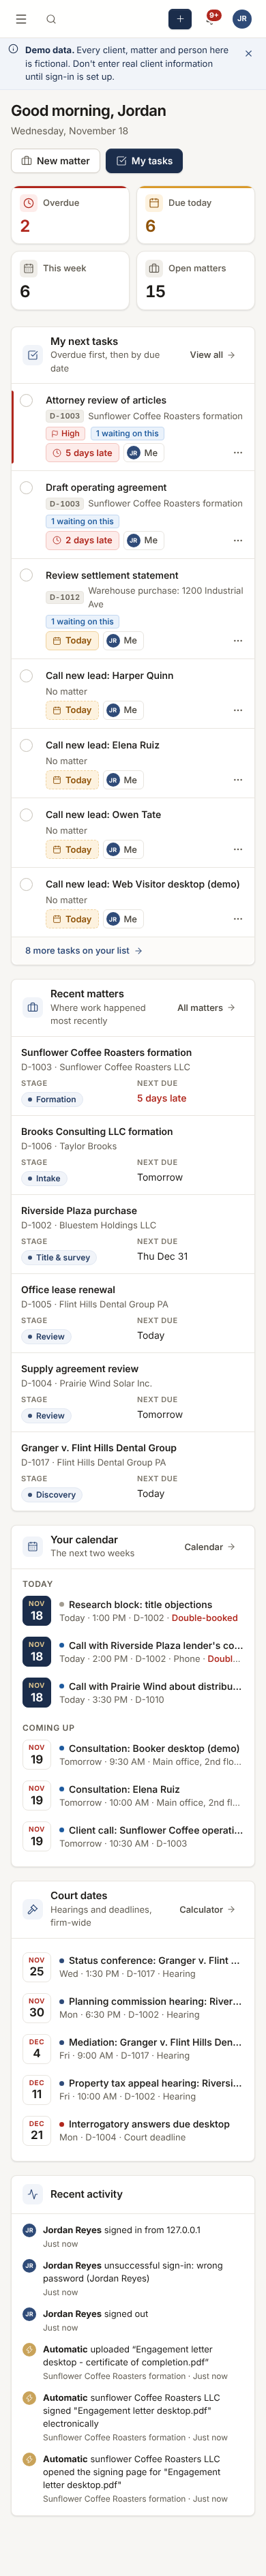 9+
JR
Demo data. Every client, matter and person here
is fictional. Don't enter real client information
until sign-in is set up.
Good morning, Jordan
Wednesday, November 18
New matter
My tasks
Overdue
2
Due today
6
This week
6
Open matters
15
My next tasks
Overdue first, then by due
date
View all →
Attorney review of articles
D-1003 Sunflower Coffee Roasters formation
High 1 waiting on this
5 days late JR Me
Draft operating agreement
D-1003 Sunflower Coffee Roasters formation
1 waiting on this
2 days late JR Me
Review settlement statement
D-1012 Warehouse purchase: 1200 Industrial
Ave
1 waiting on this
Today JR Me
Call new lead: Harper Quinn
No matter
Today JR Me
Call new lead: Elena Ruiz
No matter
Today JR Me
Call new lead: Owen Tate
No matter
Today JR Me
Call new lead: Web Visitor desktop (demo)
No matter
Today JR Me
8 more tasks on your list →
Recent matters
Where work happened
most recently
All matters →
Sunflower Coffee Roasters formation
D-1003 · Sunflower Coffee Roasters LLC
STAGE NEXT DUE
Formation 5 days late
Brooks Consulting LLC formation
D-1006 · Taylor Brooks
STAGE NEXT DUE
Intake Tomorrow
Riverside Plaza purchase
D-1002 · Bluestem Holdings LLC
STAGE NEXT DUE
Title & survey Thu Dec 31
Office lease renewal
D-1005 · Flint Hills Dental Group PA
STAGE NEXT DUE
Review Today
Supply agreement review
D-1004 · Prairie Wind Solar Inc.
STAGE NEXT DUE
Review Tomorrow
Granger v. Flint Hills Dental Group
D-1017 · Flint Hills Dental Group PA
STAGE NEXT DUE
Discovery Today
Your calendar
The next two weeks
Calendar →
TODAY
NOV
18
Research block: title objections
Today · 1:00 PM · D-1002 · Double-booked
NOV
18
Call with Riverside Plaza lender's co...
Today · 2:00 PM · D-1002 · Phone · Doubl...
NOV
18
Call with Prairie Wind about distribu...
Today · 3:30 PM · D-1010
COMING UP
NOV
19
Consultation: Booker desktop (demo)
Tomorrow · 9:30 AM · Main office, 2nd flo...
NOV
19
Consultation: Elena Ruiz
Tomorrow · 10:00 AM · Main office, 2nd fl...
NOV
19
Client call: Sunflower Coffee operati...
Tomorrow · 10:30 AM · D-1003
Court dates
Hearings and deadlines,
firm-wide
Calculator →
NOV
25
Status conference: Granger v. Flint ...
Wed · 1:30 PM · D-1017 · Hearing
NOV
30
Planning commission hearing: River...
Mon · 6:30 PM · D-1002 · Hearing
DEC
4
Mediation: Granger v. Flint Hills Den...
Fri · 9:00 AM · D-1017 · Hearing
DEC
11
Property tax appeal hearing: Riversi...
Fri · 10:00 AM · D-1002 · Hearing
DEC
21
Interrogatory answers due desktop
Mon · D-1004 · Court deadline
Recent activity
JR Jordan Reyes signed in from 127.0.0.1
Just now
JR Jordan Reyes unsuccessful sign-in: wrong
password (Jordan Reyes)
Just now
JR Jordan Reyes signed out
Just now
Automatic uploaded "Engagement letter
desktop - certificate of completion.pdf"
Sunflower Coffee Roasters formation · Just now
Automatic sunflower Coffee Roasters LLC
signed "Engagement letter desktop.pdf"
electronically
Sunflower Coffee Roasters formation · Just now
Automatic sunflower Coffee Roasters LLC
opened the signing page for "Engagement
letter desktop.pdf"
Sunflower Coffee Roasters formation · Just now